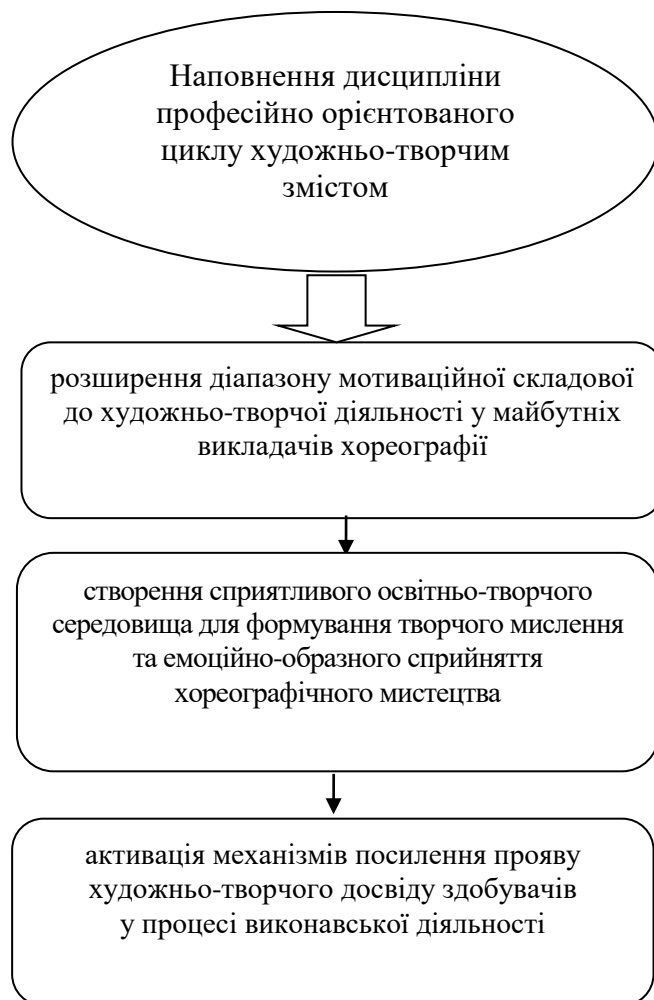 Наповнення дисципліни
професійно орієнтованого
циклу художньо-творчим
змістом
розширення діапазону мотиваційної складової
до художньо-творчої діяльності у майбутніх
викладачів хореографії
створення сприятливого освітньо-творчого
середовища для формування творчого мислення
та емоційно-образного сприйняття
хореографічного мистецтва
активація механізмів посилення прояву
художньо-творчого досвіду здобувачів
у процесі виконавської діяльності